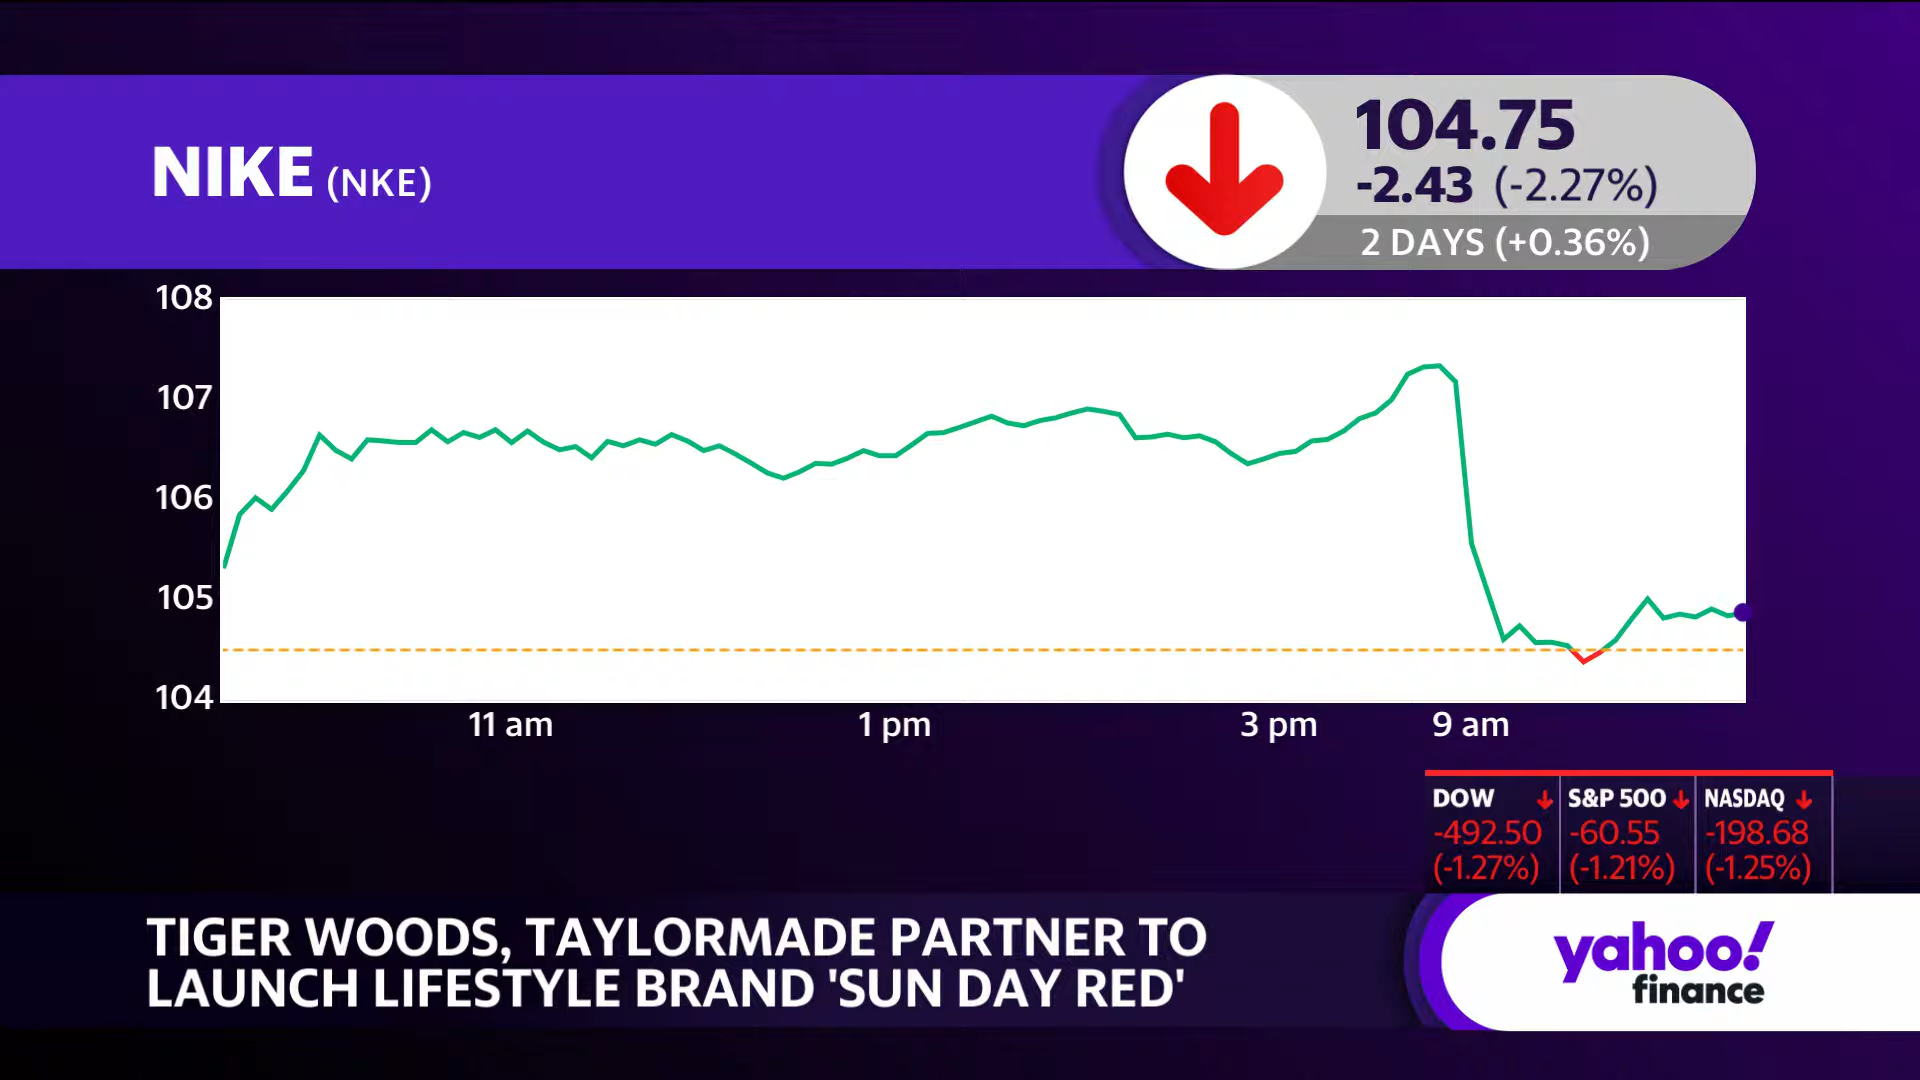 NIKE (NKE)
104.75
-2.43 (-2.27%)
2 DAYS (+0.36%)
108
107
106
105
104
11 am
1 pm
3 pm
9 am
DOW
-492.50
(-1.27%)
S&P 500
-60.55
(-1.21%)
NASDAQ
-198.68
(-1.25%)
TIGER WOODS, TAYLORMADE PARTNER TO
LAUNCH LIFESTYLE BRAND 'SUN DAY RED'
yahoo!
finance